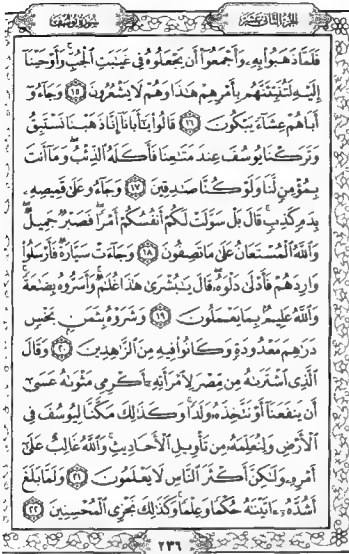 الجزء الثاني عشر
سورة يوسف
فَلَمَّا ذَهَبُوا۟ بِهِۦ وَأَجْمَعُوٓا۟ أَن يَجْعَلُوهُ فِى غَيَـٰبَتِ ٱلْجُبِّ ۚ وَأَوْحَيْنَآ
إِلَيْهِ لَتُنَبِّئَنَّهُم بِأَمْرِهِمْ هَـٰذَا وَهُمْ لَا يَشْعُرُونَ ١٥ وَجَآءُو
أَبَاهُمْ عِشَآءً يَبْكُونَ ١٦ قَالُوا۟ يَـٰٓأَبَانَآ إِنَّا ذَهَبْنَا نَسْتَبِقُ
وَتَرَكْنَا يُوسُفَ عِندَ مَتَـٰعِنَا فَأَكَلَهُ ٱلذِّئْبُ ۖ وَمَآ أَنتَ
بِمُؤْمِنٍ لَّنَا وَلَوْ كُنَّا صَـٰدِقِينَ ١٧ وَجَآءُو عَلَىٰ قَمِيصِهِۦ
بِدَمٍ كَذِبٍ ۚ قَالَ بَلْ سَوَّلَتْ لَكُمْ أَنفُسُكُمْ أَمْرًا ۖ فَصَبْرٌ جَمِيلٌ ۖ
وَٱللَّهُ ٱلْمُسْتَعَانُ عَلَىٰ مَا تَصِفُونَ ١٨ وَجَآءَتْ سَيَّارَةٌ فَأَرْسَلُوا۟
وَارِدَهُمْ فَأَدْلَىٰ دَلْوَهُۥ ۖ قَالَ يَـٰبُشْرَىٰ هَـٰذَا غُلَـٰمٌ ۚ وَأَسَرُّوهُ بِضَـٰعَةً ۚ
وَٱللَّهُ عَلِيمٌۢ بِمَا يَعْمَلُونَ ١٩ وَشَرَوْهُ بِثَمَنٍۭ بَخْسٍ
دَرَٰهِمَ مَعْدُودَةٍ وَكَانُوا۟ فِيهِ مِنَ ٱلزَّٰهِدِينَ ٢٠ وَقَالَ
ٱلَّذِى ٱشْتَرَىٰهُ مِن مِّصْرَ لِٱمْرَأَتِهِۦٓ أَكْرِمِى مَثْوَىٰهُ عَسَىٰٓ
أَن يَنفَعَنَآ أَوْ نَتَّخِذَهُۥ وَلَدًا ۚ وَكَذَٰلِكَ مَكَّنَّا لِيُوسُفَ فِى
ٱلْأَرْضِ وَلِنُعَلِّمَهُۥ مِن تَأْوِيلِ ٱلْأَحَادِيثِ ۚ وَٱللَّهُ غَالِبٌ عَلَىٰٓ
أَمْرِهِۦ وَلَـٰكِنَّ أَكْثَرَ ٱلنَّاسِ لَا يَعْلَمُونَ ٢١ وَلَمَّا بَلَغَ
أَشُدَّهُۥٓ ءَاتَيْنَـٰهُ حُكْمًا وَعِلْمًا ۚ وَكَذَٰلِكَ نَجْزِى ٱلْمُحْسِنِينَ ٢٢
٢٣٦